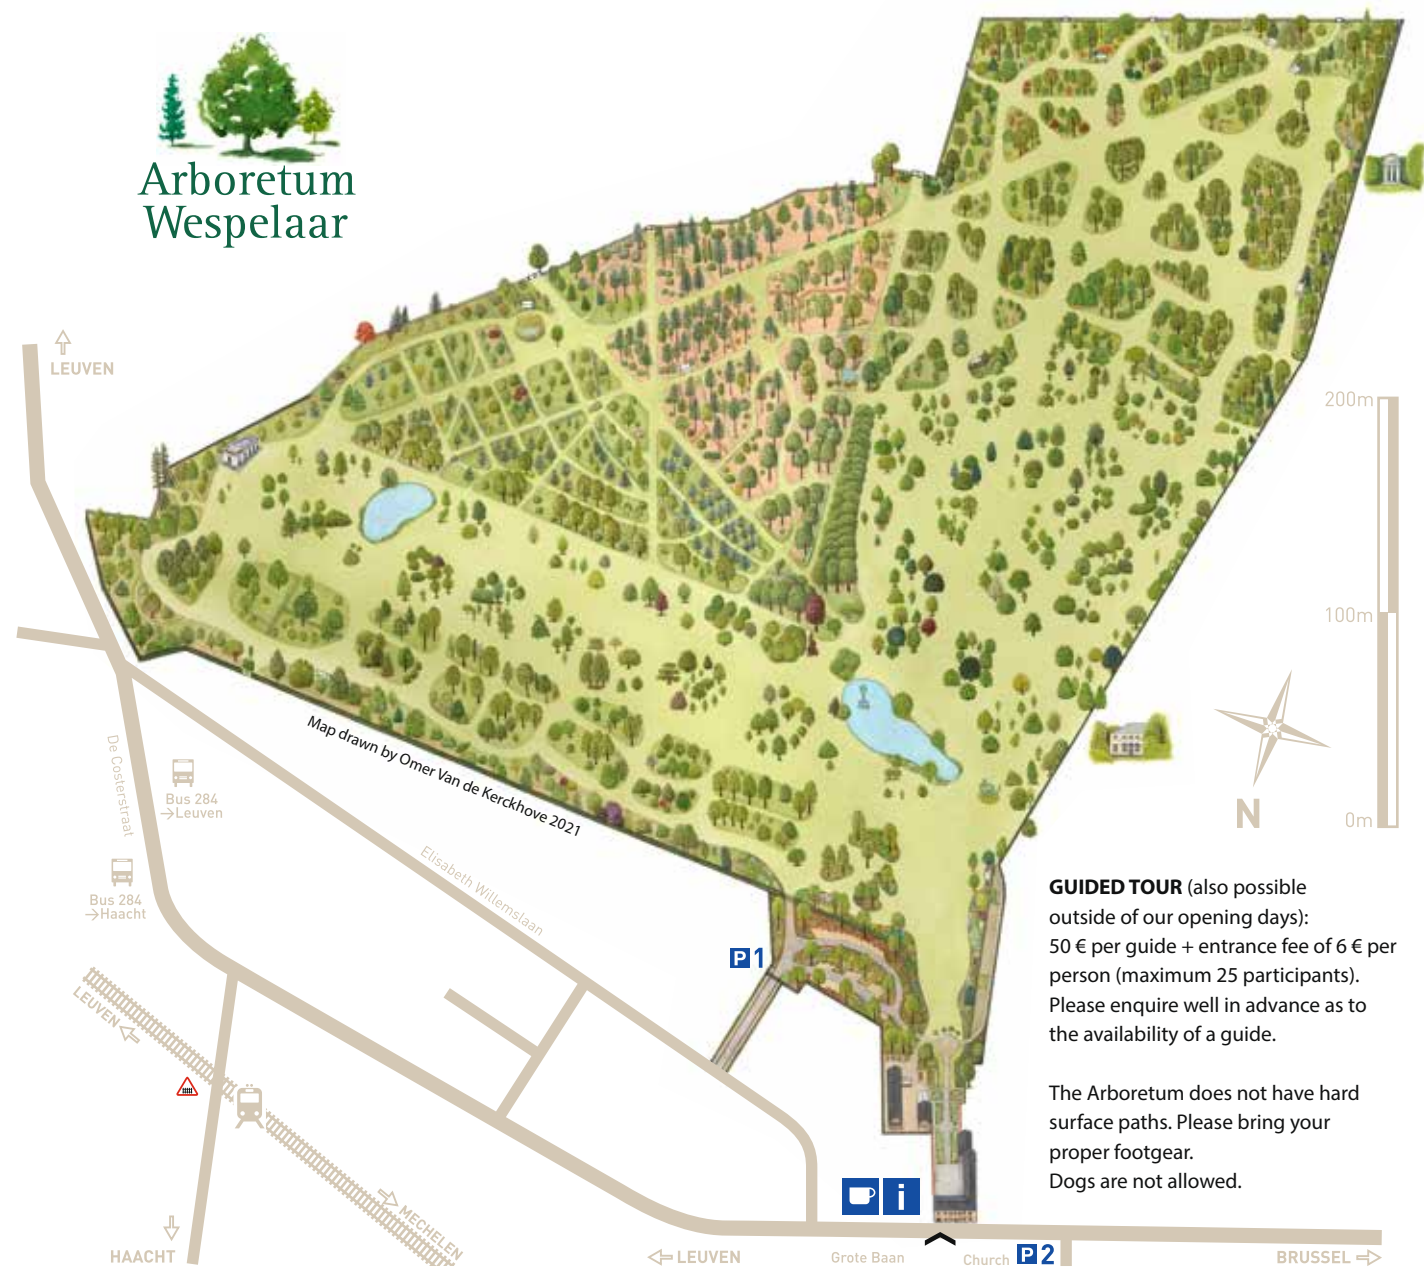 Arboretum
Wespelaar
LEUVEN
200m
100m
0m
N
Map drawn by Omer Van de Kerckhove 2021
De Costerstraat
Bus 284
→Leuven
Bus 284
→Haacht
Elisabeth Willemslaan
P 1
GUIDED TOUR (also possible
outside of our opening days):
50 € per guide + entrance fee of 6 € per
person (maximum 25 participants).
Please enquire well in advance as to
the availability of a guide.
The Arboretum does not have hard
surface paths. Please bring your
proper footgear.
Dogs are not allowed.
LEUVEN
MECHELEN
HAACHT
i
LEUVEN
Grote Baan
Church
P 2
BRUSSEL